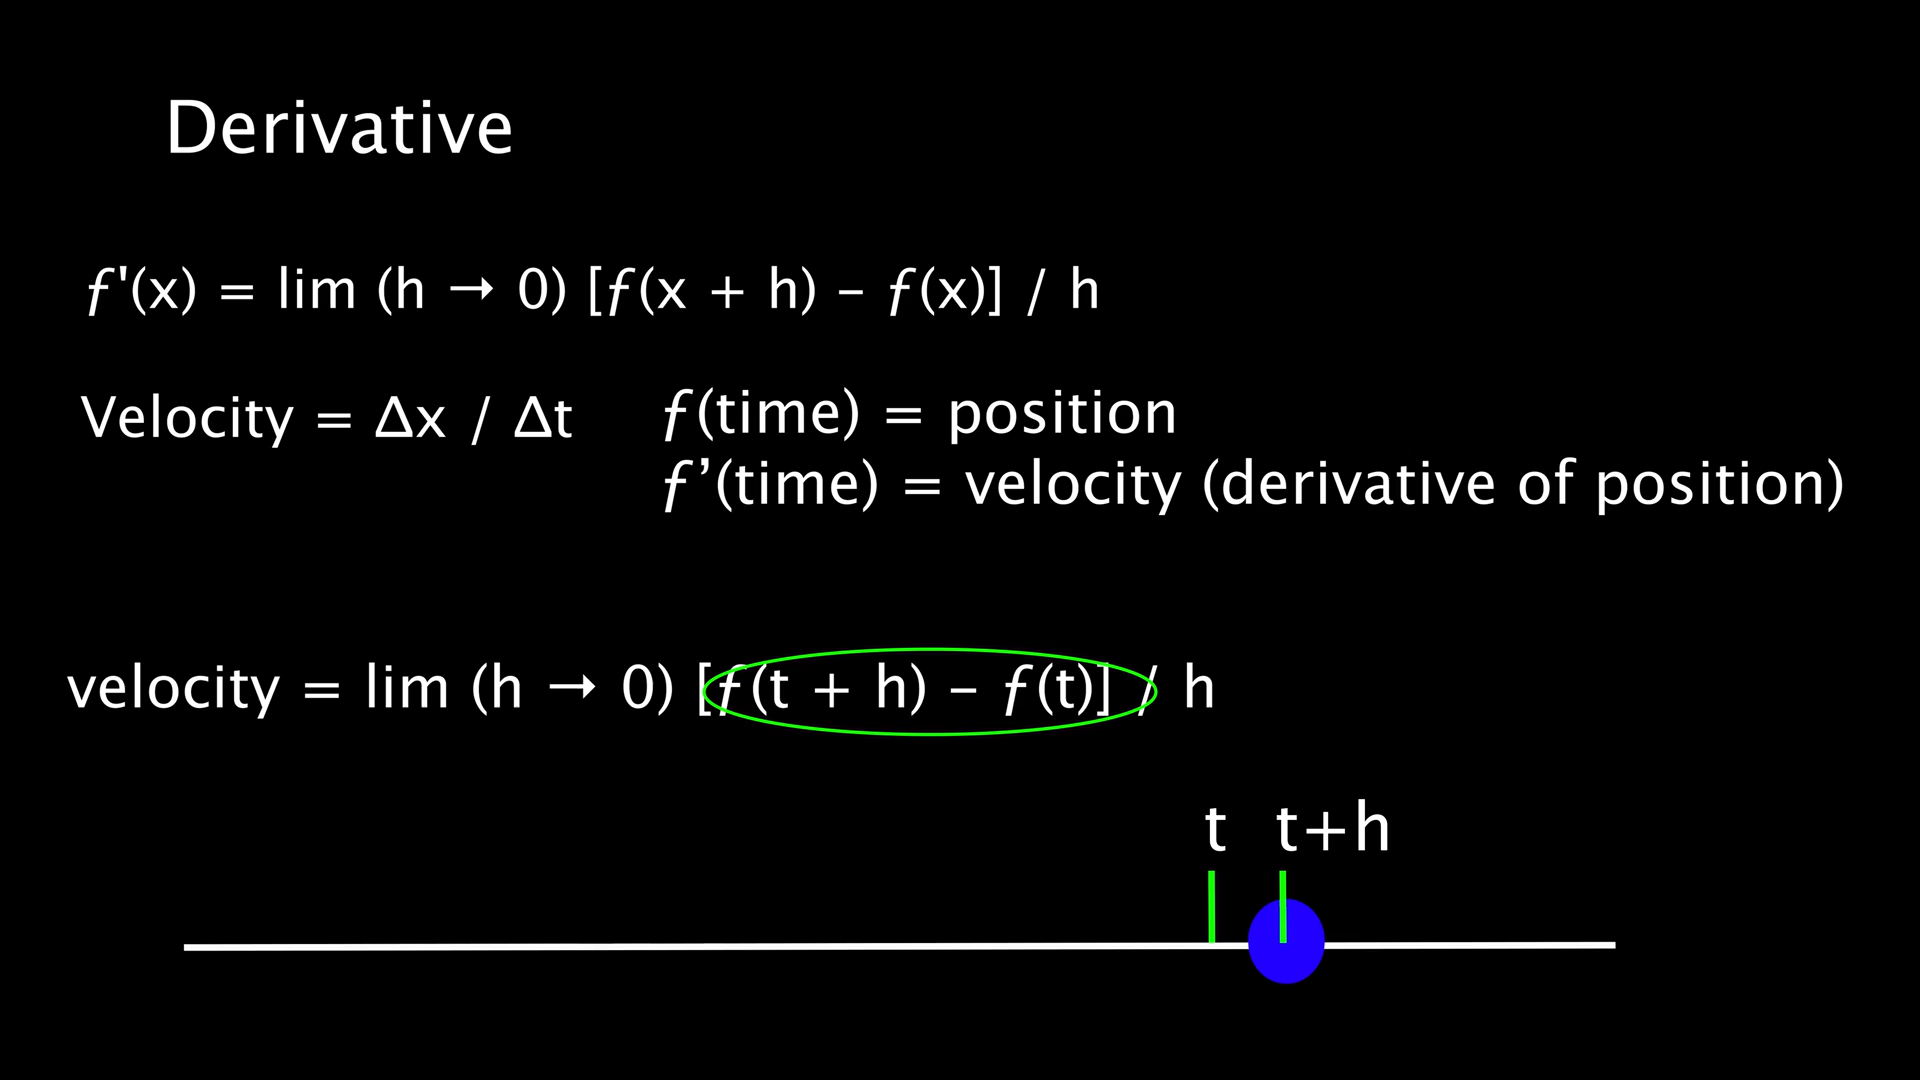 Derivative
ƒ'(x) = lim (h → 0) [ƒ(x + h) – ƒ(x)] / h
Velocity = Δx / Δt
ƒ(time) = position
ƒ’(time) = velocity (derivative of position)
velocity = lim (h → 0) [ƒ(t + h) – ƒ(t)] / h
t t+h